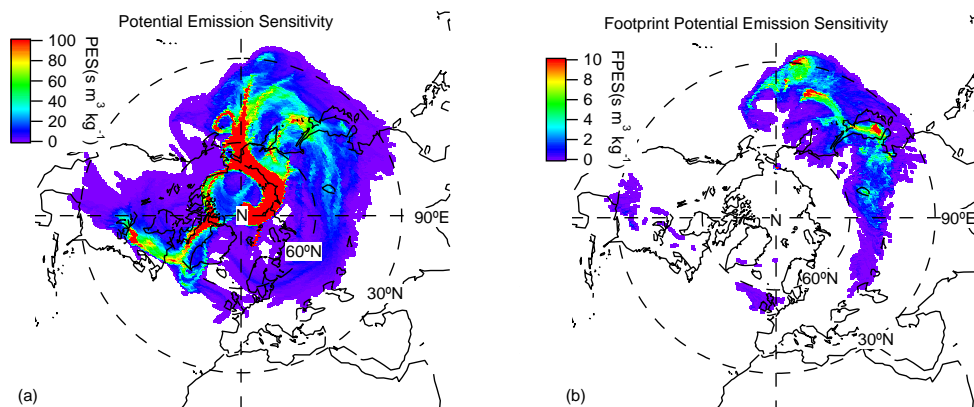 Potential Emission Sensitivity
100
80
60
40
20
0
PES(s m³ kg⁻¹)
N
90ºE
60ºN
30ºN
(a)
Footprint Potential Emission Sensitivity
10
8
6
4
2
0
FPES(s m³ kg⁻¹)
N
90ºE
60ºN
30ºN
(b)